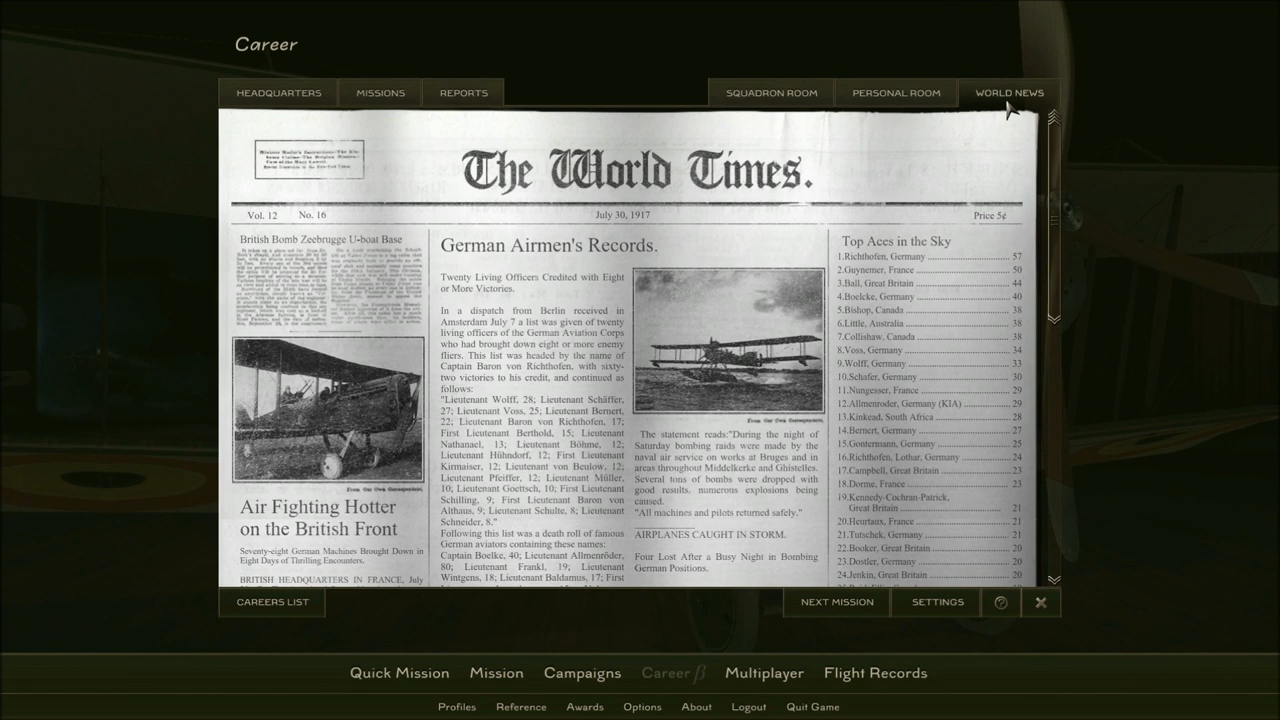 Career
HEADQUARTERS
MISSIONS
REPORTS
SQUADRON ROOM
PERSONAL ROOM
WORLD NEWS
The World Times.
Vol. 12
No. 16
July 30, 1917
Price 5¢
British Bomb Zeebrugge U-boat Base
From Our Own Correspondent.
Air Fighting Hotter
on the British Front
Seventy-eight German Machines Brought Down in
Eight Days of Thrilling Encounters.
BRITISH HEADQUARTERS IN FRANCE, July
German Airmen's Records.
Twenty Living Officers Credited with Eight
or More Victories.
In a dispatch from Berlin received in
Amsterdam July 7 a list was given of twenty
living officers of the German Aviation Corps
who had brought down eight or more enemy
fliers. This list was headed by the name of
Captain Baron von Richthofen, with sixty-
two victories to his credit, and continued as
follows:
"Lieutenant Wolff, 28; Lieutenant Schäffer,
27; Lieutenant Voss, 25; Lieutenant Bernert,
22; Lieutenant Baron von Richthofen, 17;
First Lieutenant Berthold, 15; Lieutenant
Nathanael, 13; Lieutenant Böhme, 12;
Lieutenant Hühndorf, 12; First Lieutenant
Kirmaiser, 12; Lieutenant von Beulow, 12;
Lieutenant Pfeiffer, 12; Lieutenant Müller,
10; Lieutenant Goettsch, 10; First Lieutenant
Schilling, 9; First Lieutenant Baron von
Althaus, 9; Lieutenant Schulte, 8; Lieutenant
Schneider, 8."
Following this list was a death roll of famous
German aviators containing these names:
Captain Boelke, 40; Lieutenant Allmenröder,
80; Lieutenant Frankl, 19; Lieutenant
Wintgens, 18; Lieutenant Baldamus, 17; First
From Our Own Correspondent.
The statement reads:"During the night of
Saturday bombing raids were made by the
naval air service on works at Bruges and in
areas throughout Middelkerke and Ghistelles.
Several tons of bombs were dropped with
good results, numerous explosions being
caused.
"All machines and pilots returned safely."
AIRPLANES CAUGHT IN STORM.
Four Lost After a Busy Night in Bombing
German Positions.
Top Aces in the Sky
1.Richthofen, Germany 57
2.Guynemer, France 50
3.Ball, Great Britain 44
4.Boelcke, Germany 40
5.Bishop, Canada 38
6.Little, Australia 38
7.Collishaw, Canada 38
8.Voss, Germany 34
9.Wolff, Germany 33
10.Schafer, Germany 30
11.Nungesser, France 29
12.Allmenroder, Germany (KIA) 29
13.Kinkead, South Africa 28
14.Bernert, Germany 27
15.Gontermann, Germany 25
16.Richthofen, Lothar, Germany 24
17.Campbell, Great Britain 23
18.Dorme, France 23
19.Kennedy-Cochran-Patrick,
Great Britain 21
20.Heurtaux, France 21
21.Tutschek, Germany 21
22.Booker, Great Britain 20
23.Dostler, Germany 20
24.Jenkin, Great Britain 20
CAREERS LIST
NEXT MISSION
SETTINGS
Quick Mission
Mission
Campaigns
Career β
Multiplayer
Flight Records
Profiles
Reference
Awards
Options
About
Logout
Quit Game